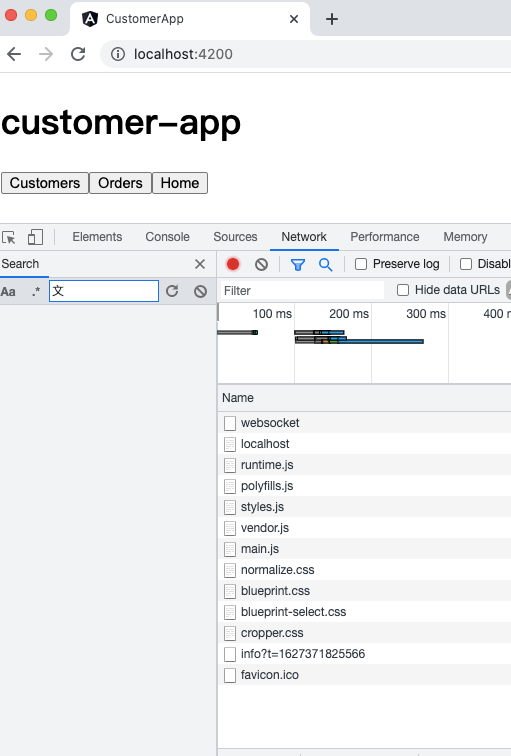 CustomerApp
localhost:4200
customer-app
Customers Orders Home
Elements Console Sources Network Performance Memory
Search
Preserve log
Aa .* 文
Filter Hide data URLs
100 ms 200 ms 300 ms
Name
websocket
localhost
runtime.js
polyfills.js
styles.js
vendor.js
main.js
normalize.css
blueprint.css
blueprint-select.css
cropper.css
info?t=1627371825566
favicon.ico